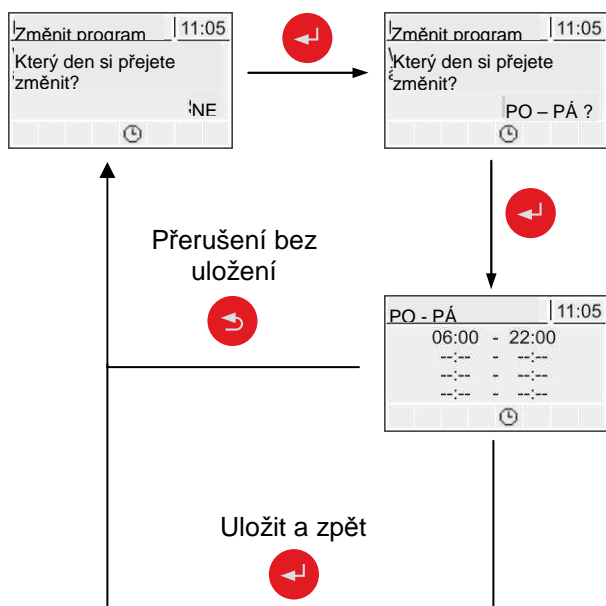 Změnit program 11:05
Který den si přejete
změnit?
NE
Změnit program 11:05
Který den si přejete
změnit?
PO – PÁ ?
Přerušení bez
uložení
PO - PÁ 11:05
06:00 - 22:00
--:-- - --:--
--:-- - --:--
--:-- - --:--
Uložit a zpět